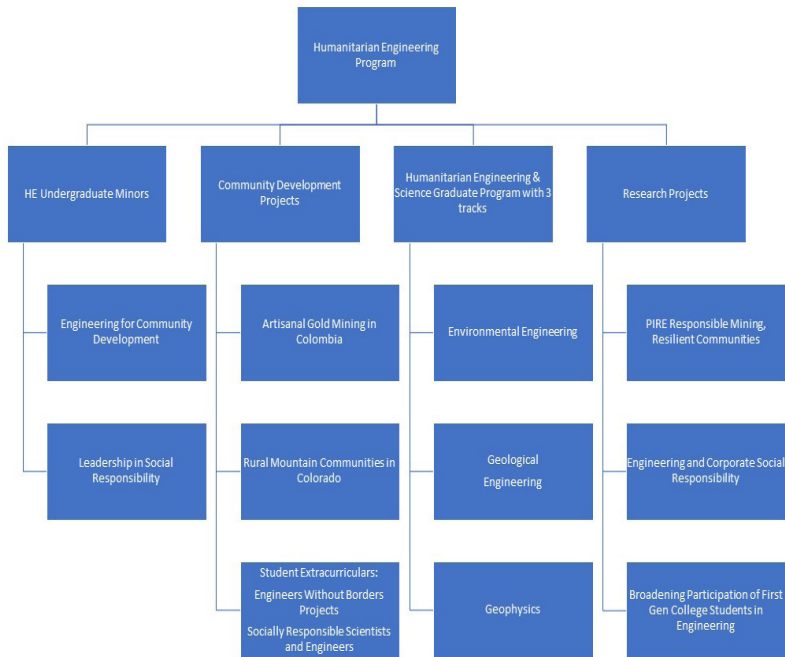 Humanitarian Engineering
Program
HE Undergraduate Minors
Community Development
Projects
Humanitarian Engineering &
Science Graduate Program with 3
tracks
Research Projects
Engineering for Community
Development
Artisanal Gold Mining in
Colombia
Environmental Engineering
PIRE Responsible Mining,
Resilient Communities
Leadership in Social
Responsibility
Rural Mountain Communities in
Colorado
Geological
Engineering
Engineering and Corporate Social
Responsibility
Student Extracurriculars:
Engineers Without Borders
Projects
Socially Responsible Scientists
and Engineers
Geophysics
Broadening Participation of First
Gen College Students in
Engineering